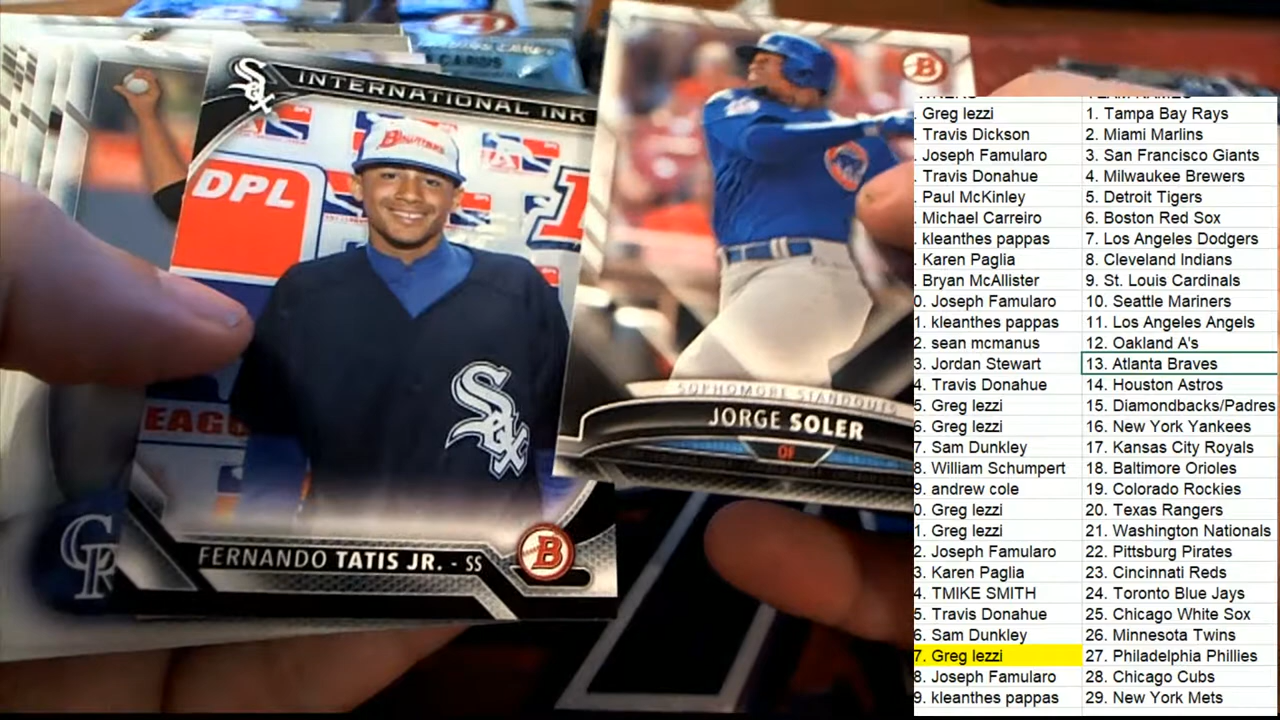 INTERNATIONAL INK
Sox
DPL
Bowman
EAGU
Sox
FERNANDO TATIS JR. - SS
B
CR
B
SOPHOMORE STANDOUTS
JORGE SOLER
OF
. Greg Iezzi 1. Tampa Bay Rays
. Travis Dickson 2. Miami Marlins
. Joseph Famularo 3. San Francisco Giants
. Travis Donahue 4. Milwaukee Brewers
. Paul McKinley 5. Detroit Tigers
. Michael Carreiro 6. Boston Red Sox
. kleanthes pappas 7. Los Angeles Dodgers
. Karen Paglia 8. Cleveland Indians
. Bryan McAllister 9. St. Louis Cardinals
0. Joseph Famularo 10. Seattle Mariners
1. kleanthes pappas 11. Los Angeles Angels
2. sean mcmanus 12. Oakland A's
3. Jordan Stewart 13. Atlanta Braves
4. Travis Donahue 14. Houston Astros
5. Greg Iezzi 15. Diamondbacks/Padres
6. Greg Iezzi 16. New York Yankees
7. Sam Dunkley 17. Kansas City Royals
8. William Schumpert 18. Baltimore Orioles
9. andrew cole 19. Colorado Rockies
0. Greg Iezzi 20. Texas Rangers
1. Greg Iezzi 21. Washington Nationals
2. Joseph Famularo 22. Pittsburg Pirates
3. Karen Paglia 23. Cincinnati Reds
4. TMIKE SMITH 24. Toronto Blue Jays
5. Travis Donahue 25. Chicago White Sox
6. Sam Dunkley 26. Minnesota Twins
7. Greg Iezzi 27. Philadelphia Phillies
8. Joseph Famularo 28. Chicago Cubs
9. kleanthes pappas 29. New York Mets